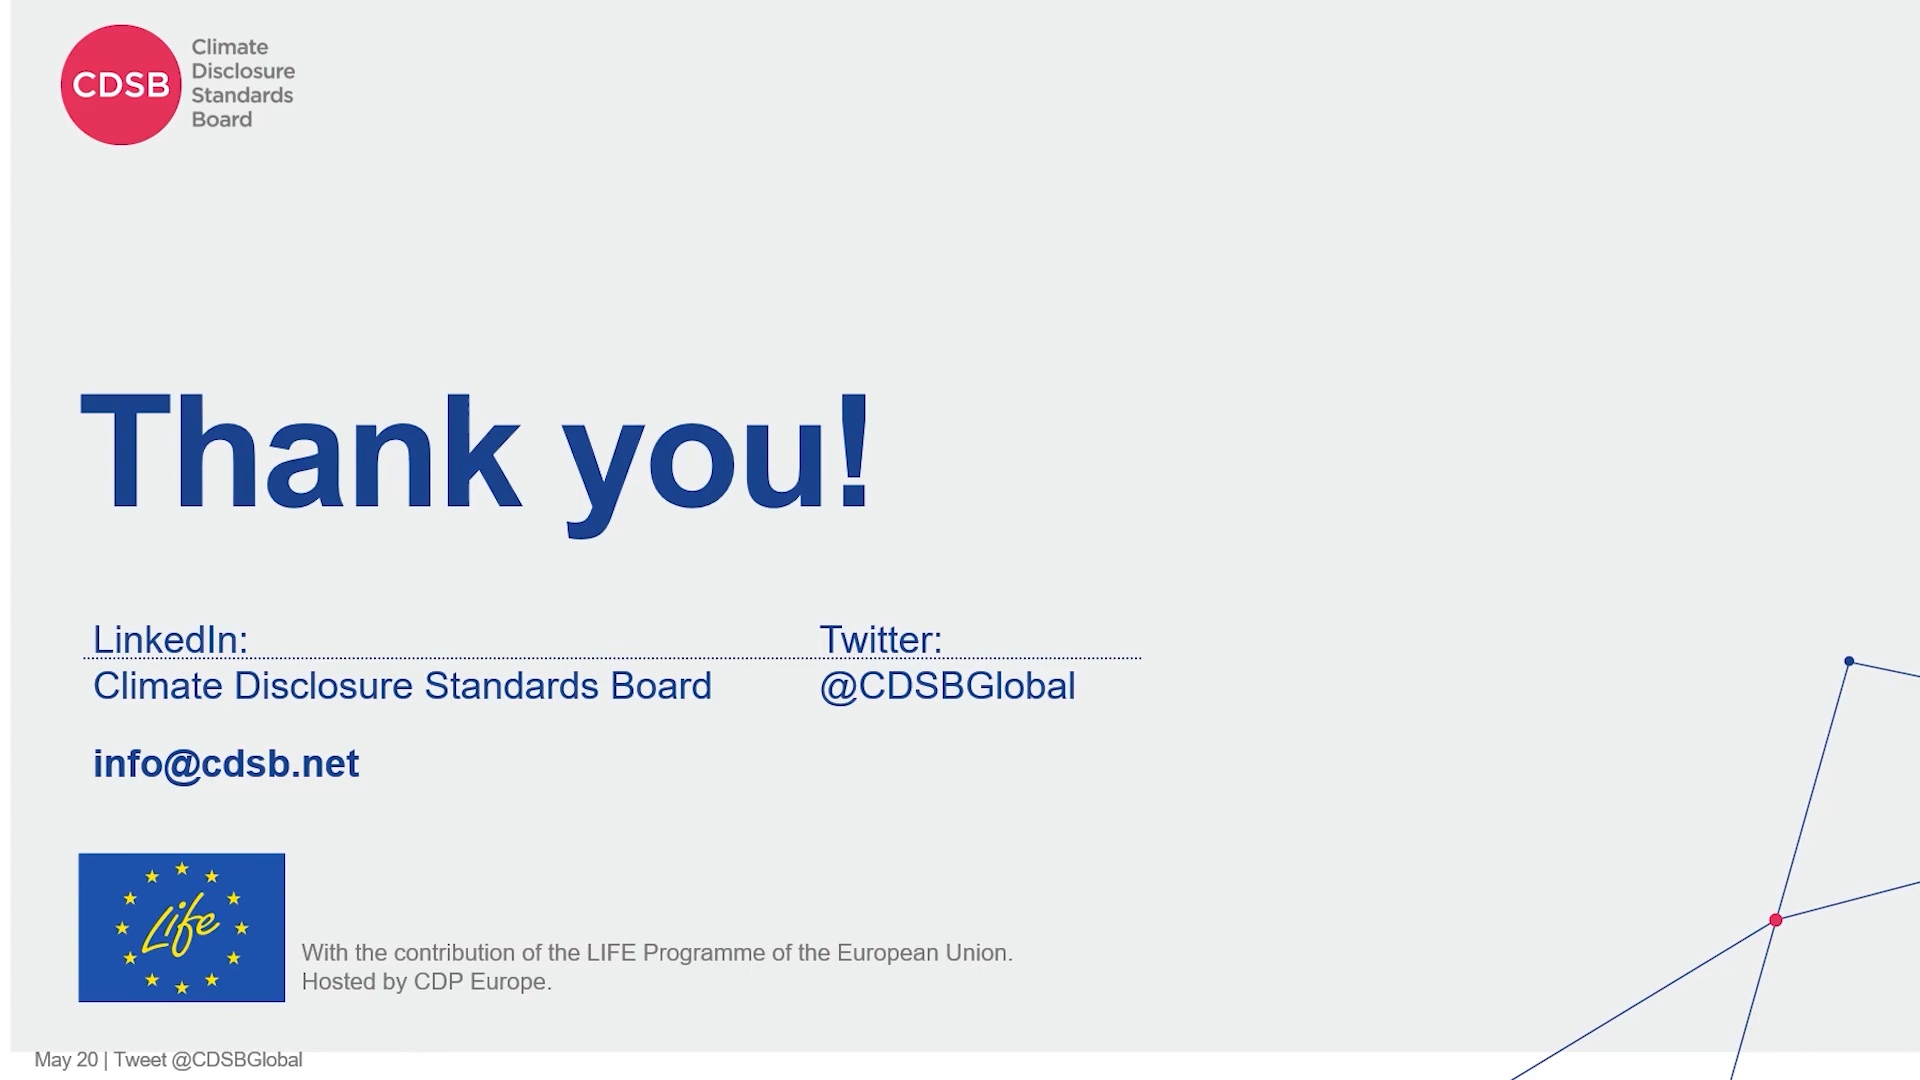 CDSB
Climate
Disclosure
Standards
Board
Thank you!
LinkedIn:
Climate Disclosure Standards Board
Twitter:
@CDSBGlobal
info@cdsb.net
Life
With the contribution of the LIFE Programme of the European Union.
Hosted by CDP Europe.
May 20 | Tweet @CDSBGlobal